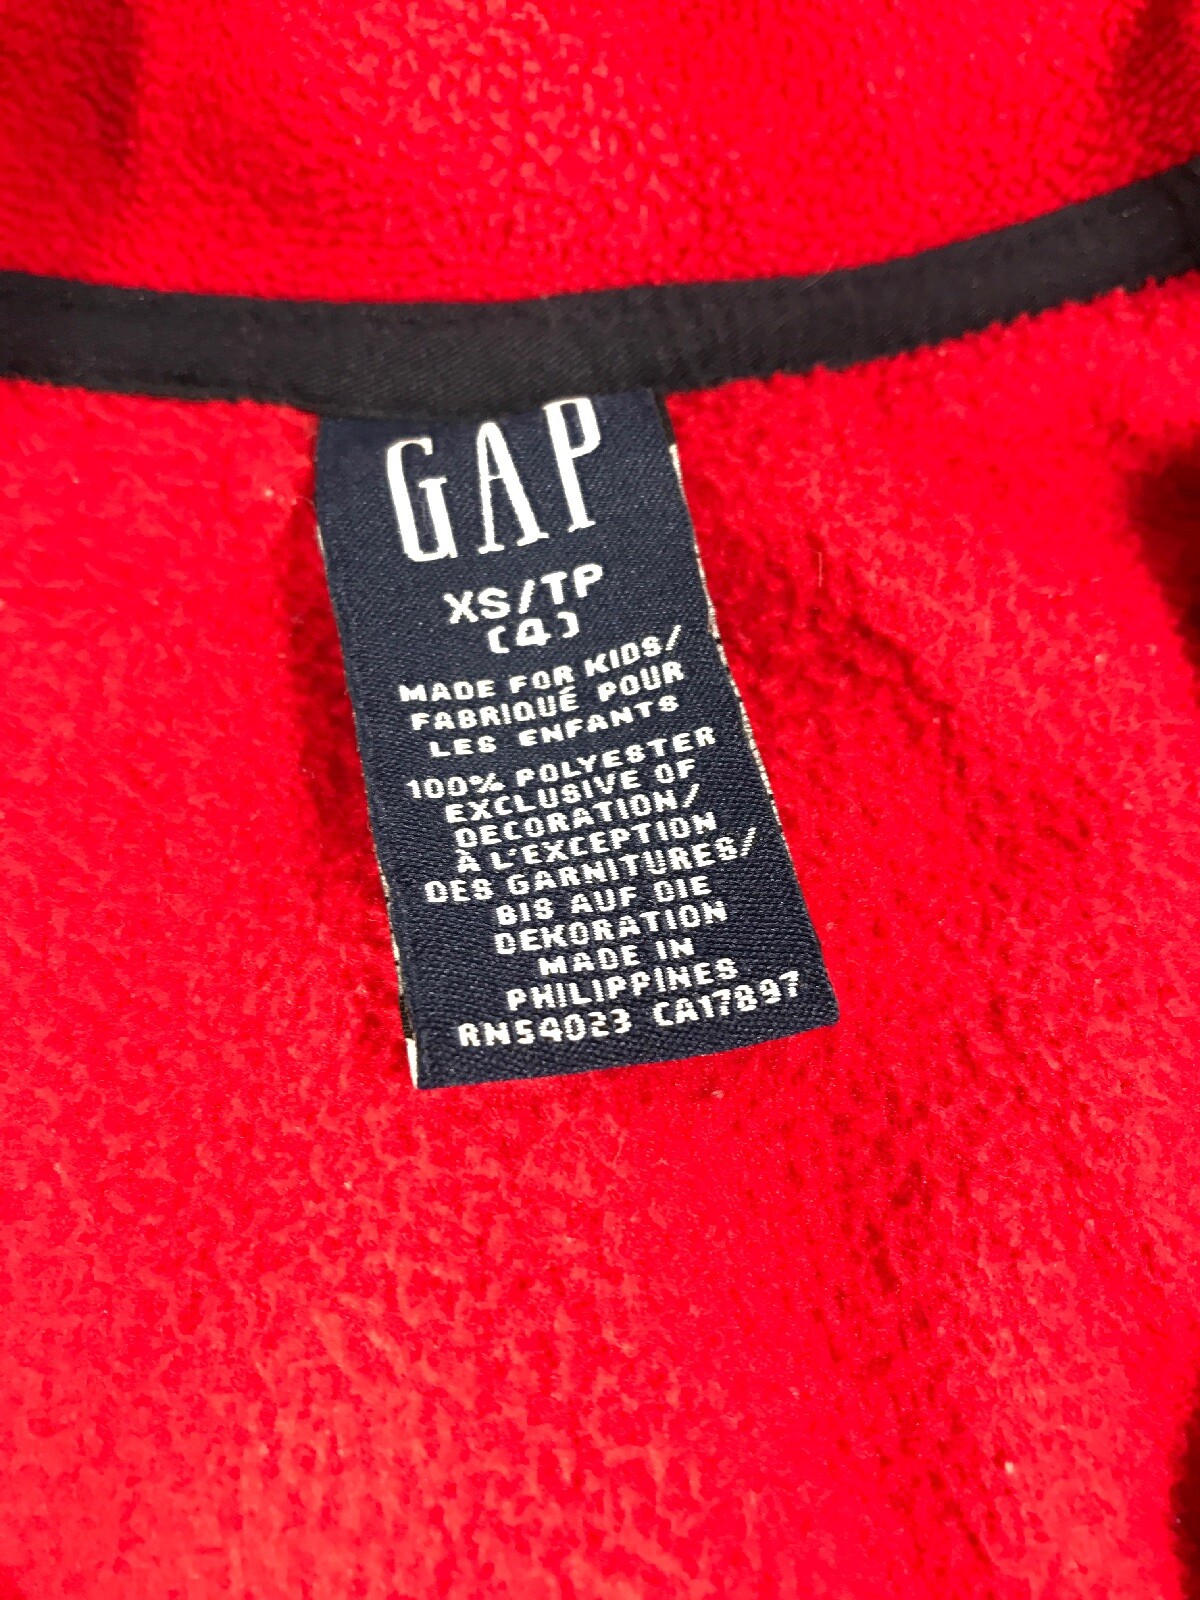 GAP
XS/TP
(4)
MADE FOR KIDS/
FABRIQUÉ POUR
LES ENFANTS
100% POLYESTER
EXCLUSIVE OF
DECORATION/
À L'EXCEPTION
DES GARNITURES/
BIS AUF DIE
DEKORATION
MADE IN
PHILIPPINES
RN54023 CA17897